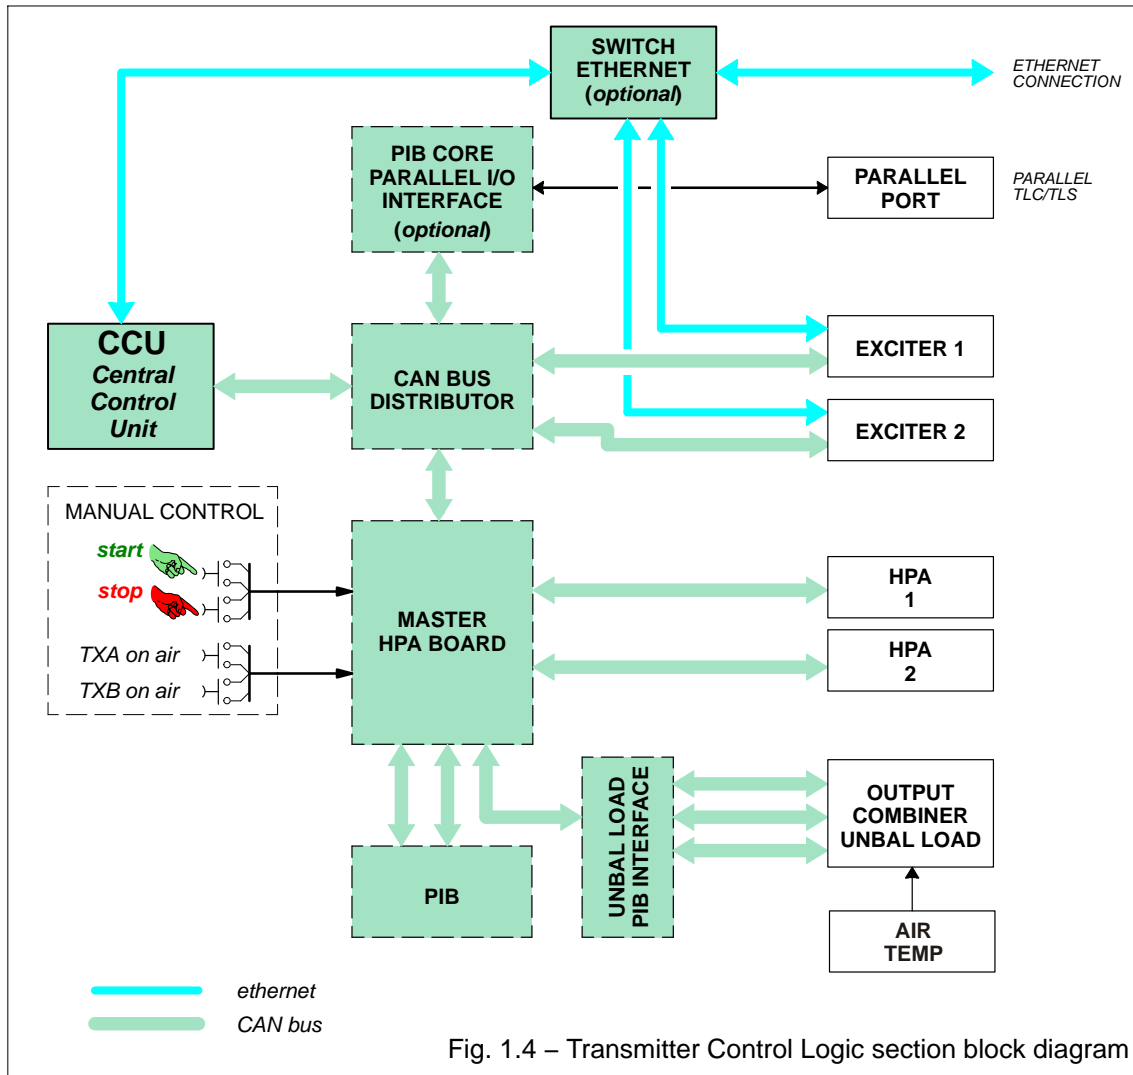 SWITCH
ETHERNET
(optional)
ETHERNET
CONNECTION
PIB CORE
PARALLEL I/O
INTERFACE
(optional)
PARALLEL
PORT
PARALLEL
TLC/TLS
CCU
Central
Control
Unit
CAN BUS
DISTRIBUTOR
EXCITER 1
EXCITER 2
MANUAL CONTROL
start
stop
TXA on air
TXB on air
MASTER
HPA BOARD
HPA
1
HPA
2
PIB
UNBAL LOAD
PIB INTERFACE
OUTPUT
COMBINER
UNBAL LOAD
AIR
TEMP
ethernet
CAN bus
Fig. 1.4 − Transmitter Control Logic section block diagram